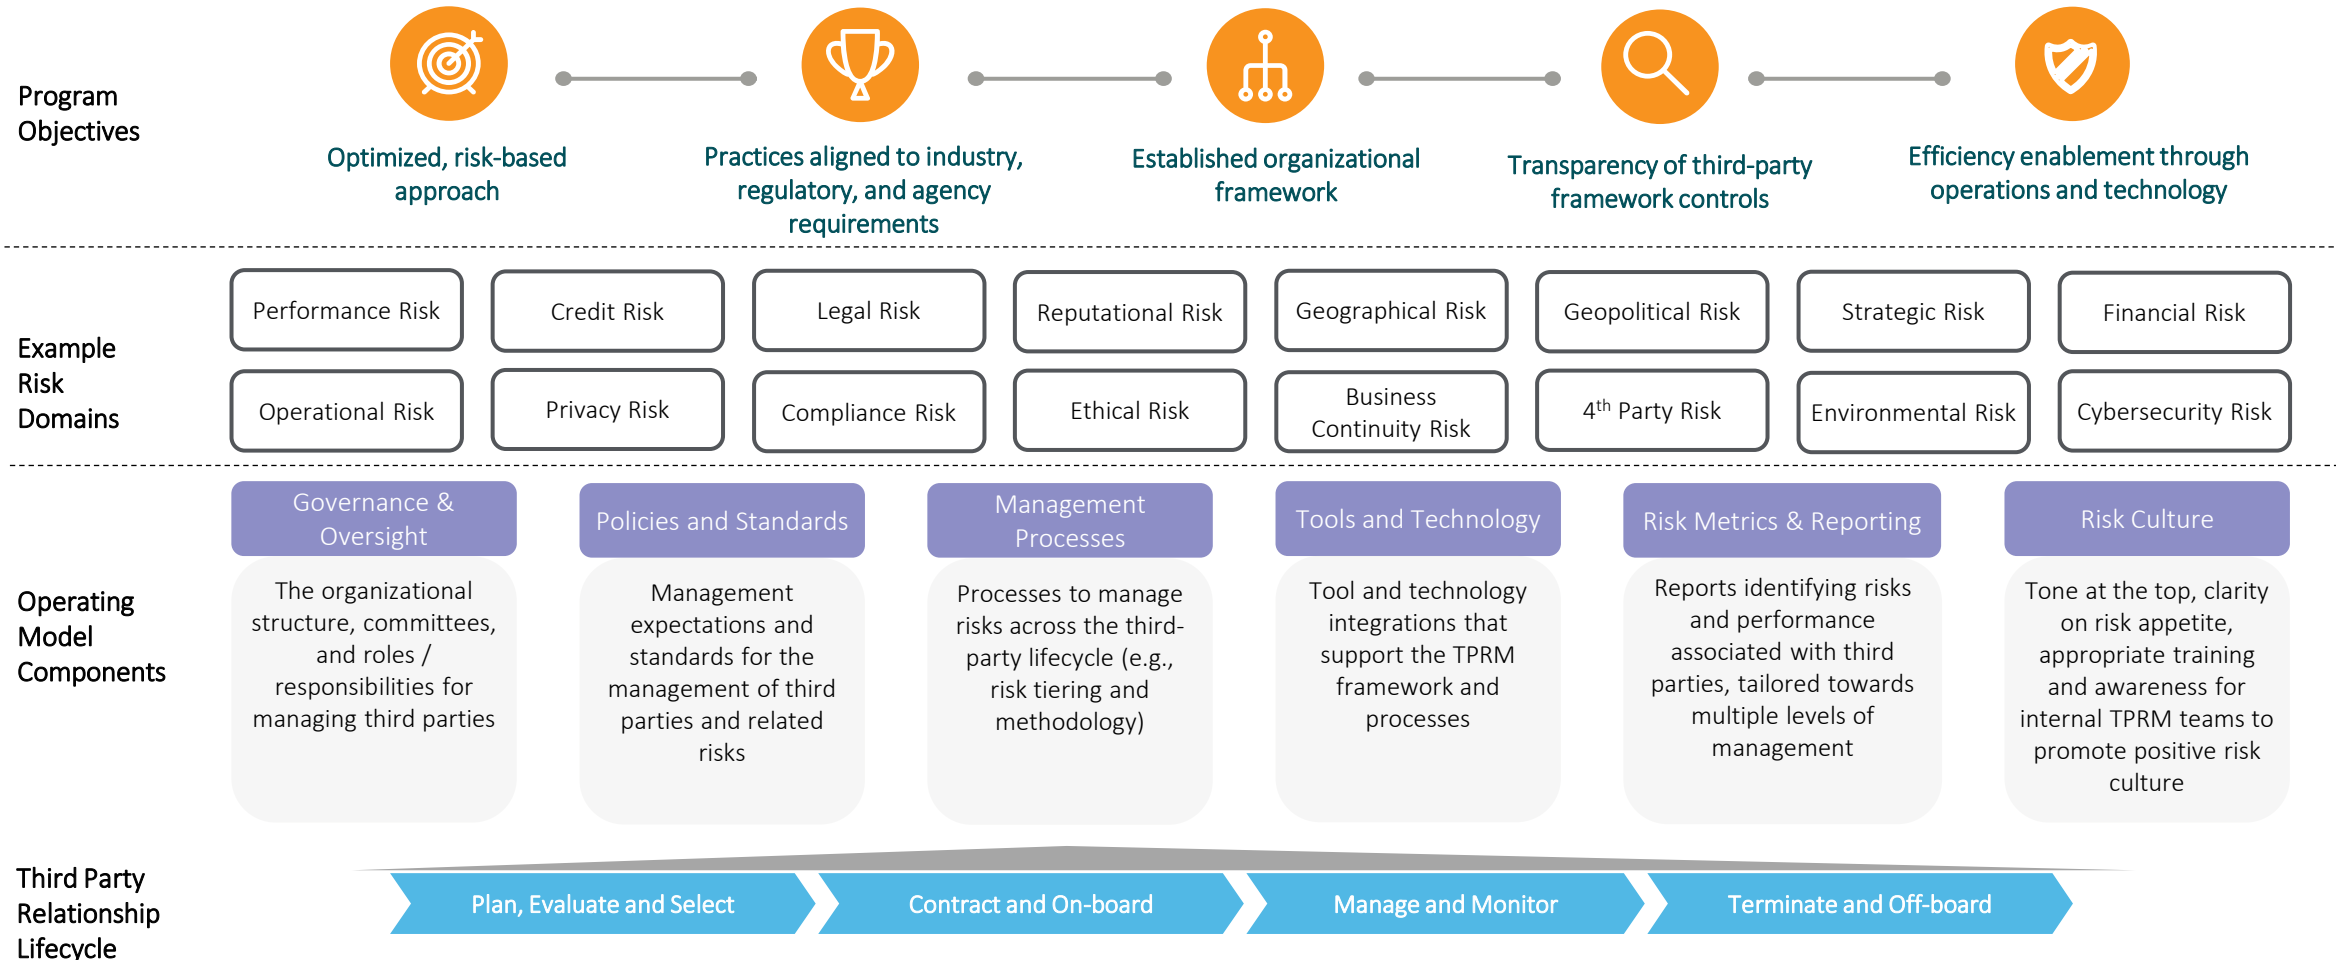 Program
Objectives
Optimized, risk-based
approach
Practices aligned to industry,
regulatory, and agency
requirements
Established organizational
framework
Transparency of third-party
framework controls
Efficiency enablement through
operations and technology
Example
Risk
Domains
Performance Risk
Credit Risk
Legal Risk
Reputational Risk
Geographical Risk
Geopolitical Risk
Strategic Risk
Financial Risk
Operational Risk
Privacy Risk
Compliance Risk
Ethical Risk
Business
Continuity Risk
4th Party Risk
Environmental Risk
Cybersecurity Risk
Operating
Model
Components
Governance &
Oversight
The organizational
structure, committees,
and roles /
responsibilities for
managing third parties
Policies and Standards
Management
expectations and
standards for the
management of third
parties and related
risks
Management
Processes
Processes to manage
risks across the third-
party lifecycle (e.g.,
risk tiering and
methodology)
Tools and Technology
Tool and technology
integrations that
support the TPRM
framework and
processes
Risk Metrics & Reporting
Reports identifying risks
and performance
associated with third
parties, tailored towards
multiple levels of
management
Risk Culture
Tone at the top, clarity
on risk appetite,
appropriate training
and awareness for
internal TPRM teams to
promote positive risk
culture
Third Party
Relationship
Lifecycle
Plan, Evaluate and Select
Contract and On-board
Manage and Monitor
Terminate and Off-board